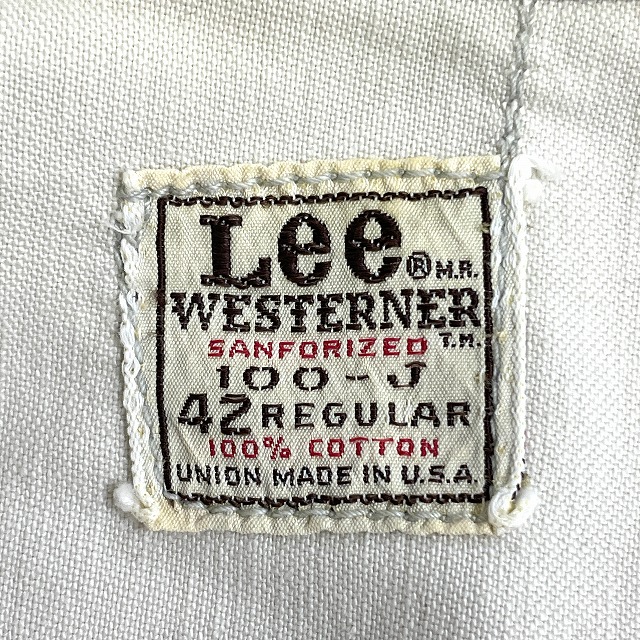 Lee® M.R.
WESTERNER
SANFORIZED T.M.
100-J
42 REGULAR
100% COTTON
UNION MADE IN U.S.A.